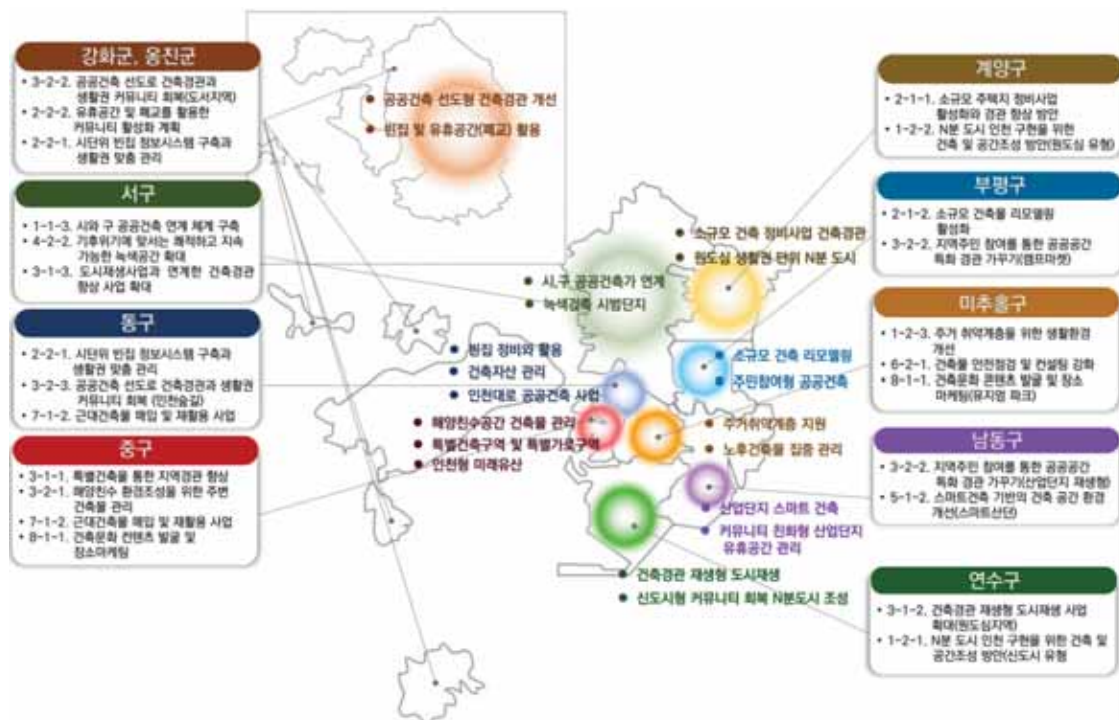 강화군, 옹진군
• 3-2-2. 공공건축 선도로 건축경관과
생활권 커뮤니티 회복(도서지역)
• 2-2-2. 유휴공간 및 폐교를 활용한
커뮤니티 활성화 계획
• 2-2-1. 시단위 빈집 정보시스템 구축과
생활권 맞춤 관리
서구
• 1-1-3. 시와 구 공공건축 연계 체계 구축
• 4-2-2. 기후위기에 맞서는 쾌적하고 지속
가능한 녹색공간 확대
• 3-1-3. 도시재생사업과 연계한 건축경관
향상 사업 확대
동구
• 2-2-1. 시단위 빈집 정보시스템 구축과
생활권 맞춤 관리
• 3-2-3. 공공건축 선도로 건축경관과 생활권
커뮤니티 회복 (인천숲길)
• 7-1-2. 근대건축물 매입 및 재활용 사업
중구
• 3-1-1. 특별건축을 통한 지역경관 향상
• 3-2-1. 해양친수 환경조성을 위한 주변
건축물 관리
• 7-1-2. 근대건축물 매입 및 재활용 사업
• 8-1-1. 건축문화 컨텐츠 발굴 및
장소마케팅
• 공공건축 선도형 건축경관 개선
• 빈집 및 유휴공간(폐교) 활용
• 소규모 건축 정비사업 건축경관
• 원도심 생활권 단위 N분 도시
• 시,구 공공건축가 연계
• 녹색건축 시범단지
• 빈집 정비와 활용
• 건축자산 관리
• 인천대로 공공건축 사업
• 소규모 건축 리모델링
• 주민참여형 공공건축
• 해양친수공간 건축물 관리
• 특별건축구역 및 특별가로구역
• 인천형 미래유산
• 주거취약계층 지원
• 노후건축물 집중 관리
• 산업단지 스마트 건축
• 커뮤니티 친화형 산업단지
유휴공간 관리
• 건축경관 재생형 도시재생
• 신도시형 커뮤니티 회복 N분도시 조성
계양구
• 2-1-1. 소규모 주택지 정비사업
활성화와 경관 향상 방안
• 1-2-2. N분 도시 인천 구현을 위한
건축 및 공간조성 방안(원도심 유형)
부평구
• 2-1-2. 소규모 건축물 리모델링
활성화
• 3-2-2. 지역주민 참여를 통한 공공공간
특화 경관 가꾸기(캠프마켓)
미추홀구
• 1-2-3. 주거 취약계층을 위한 생활환경
개선
• 6-2-1. 건축물 안전점검 및 컨설팅 강화
• 8-1-1. 건축문화 콘텐츠 발굴 및 장소
마케팅(뮤지엄 파크)
남동구
• 3-2-2. 지역주민 참여를 통한 공공공간
특화 경관 가꾸기(산업단지 재생형)
• 5-1-2. 스마트건축 기반의 건축 공간 환경
개선(스마트산단)
연수구
• 3-1-2. 건축경관 재생형 도시재생 사업
확대(원도심지역)
• 1-2-1. N분 도시 인천 구현을 위한 건축 및
공간조성 방안(신도시 유형